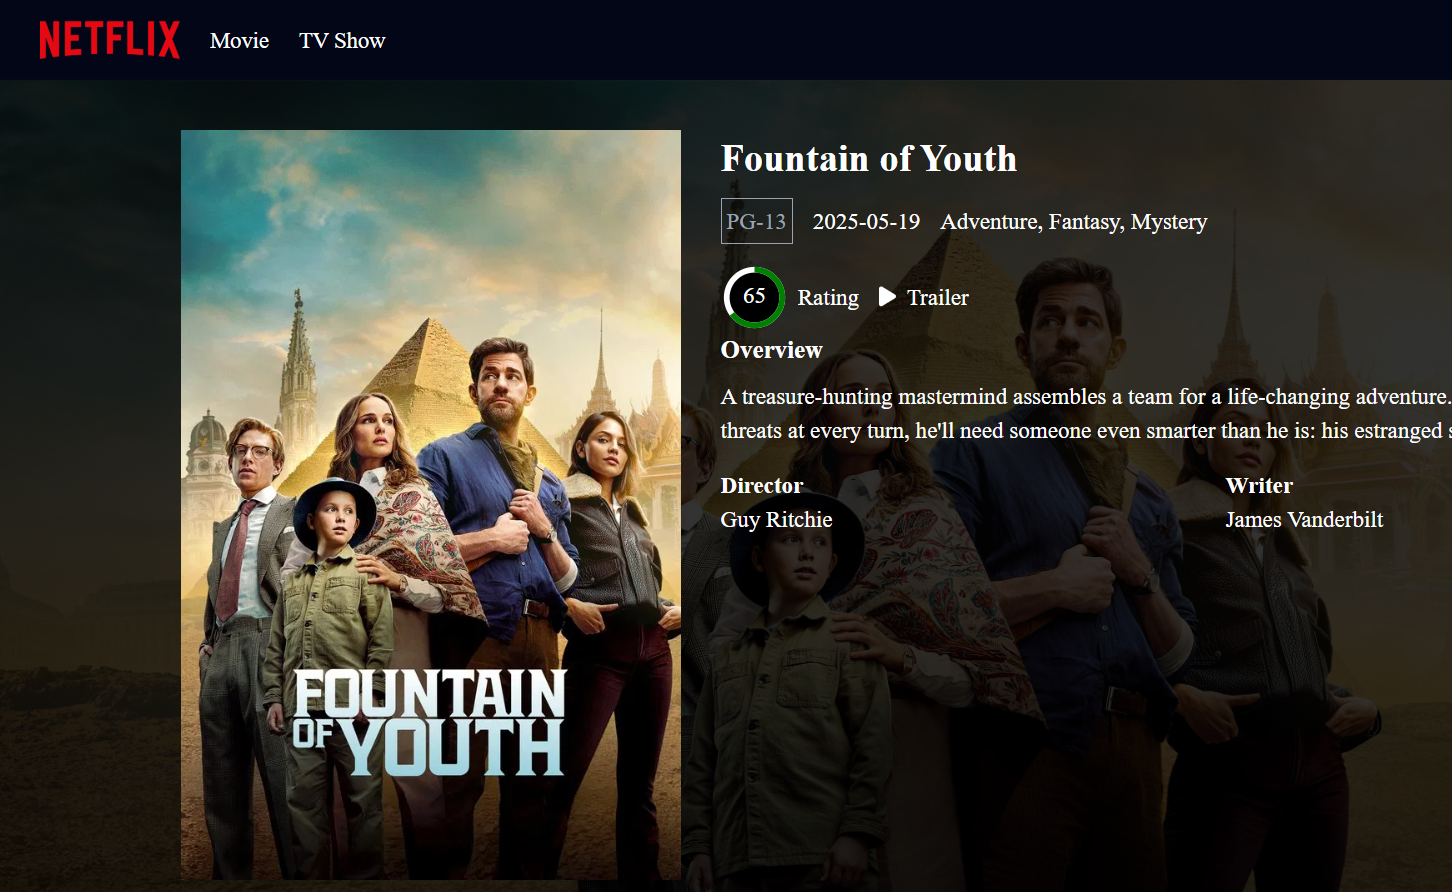 NETFLIX Movie TV Show
Fountain of Youth
PG-13 2025-05-19 Adventure, Fantasy, Mystery
65 Rating Trailer
Overview
A treasure-hunting mastermind assembles a team for a life-changing adventure.
threats at every turn, he'll need someone even smarter than he is: his estranged
Director Writer
Guy Ritchie James Vanderbilt
FOUNTAIN
OF YOUTH